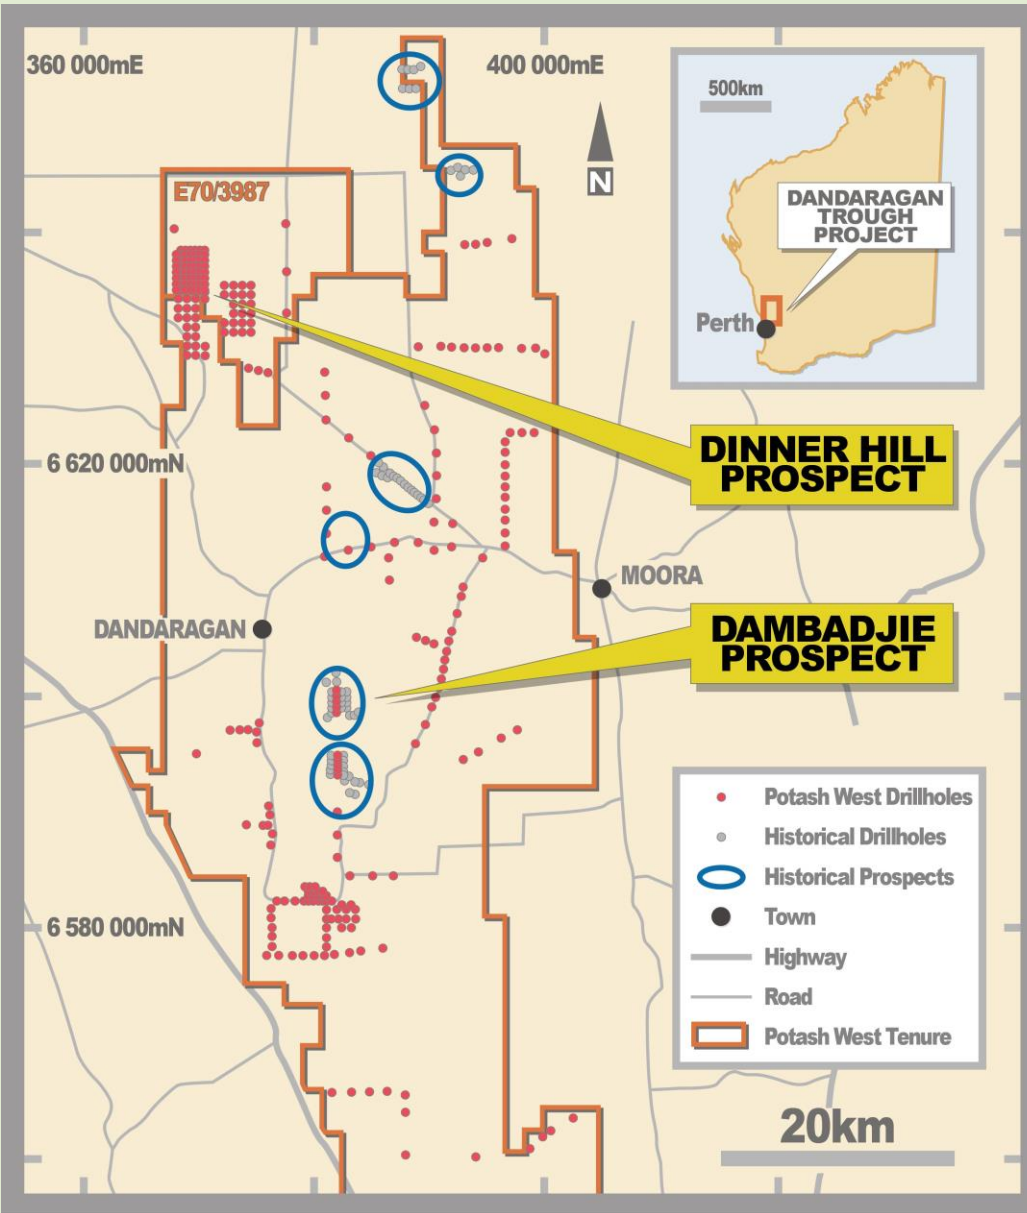 360 000mE
400 000mE
500km
N
E70/3987
DANDARAGAN
TROUGH
PROJECT
Perth
DINNER HILL
PROSPECT
6 620 000mN
MOORA
DANDARAGAN
DAMBADJIE
PROSPECT
Potash West Drillholes
Historical Drillholes
Historical Prospects
Town
Highway
Road
Potash West Tenure
6 580 000mN
20km